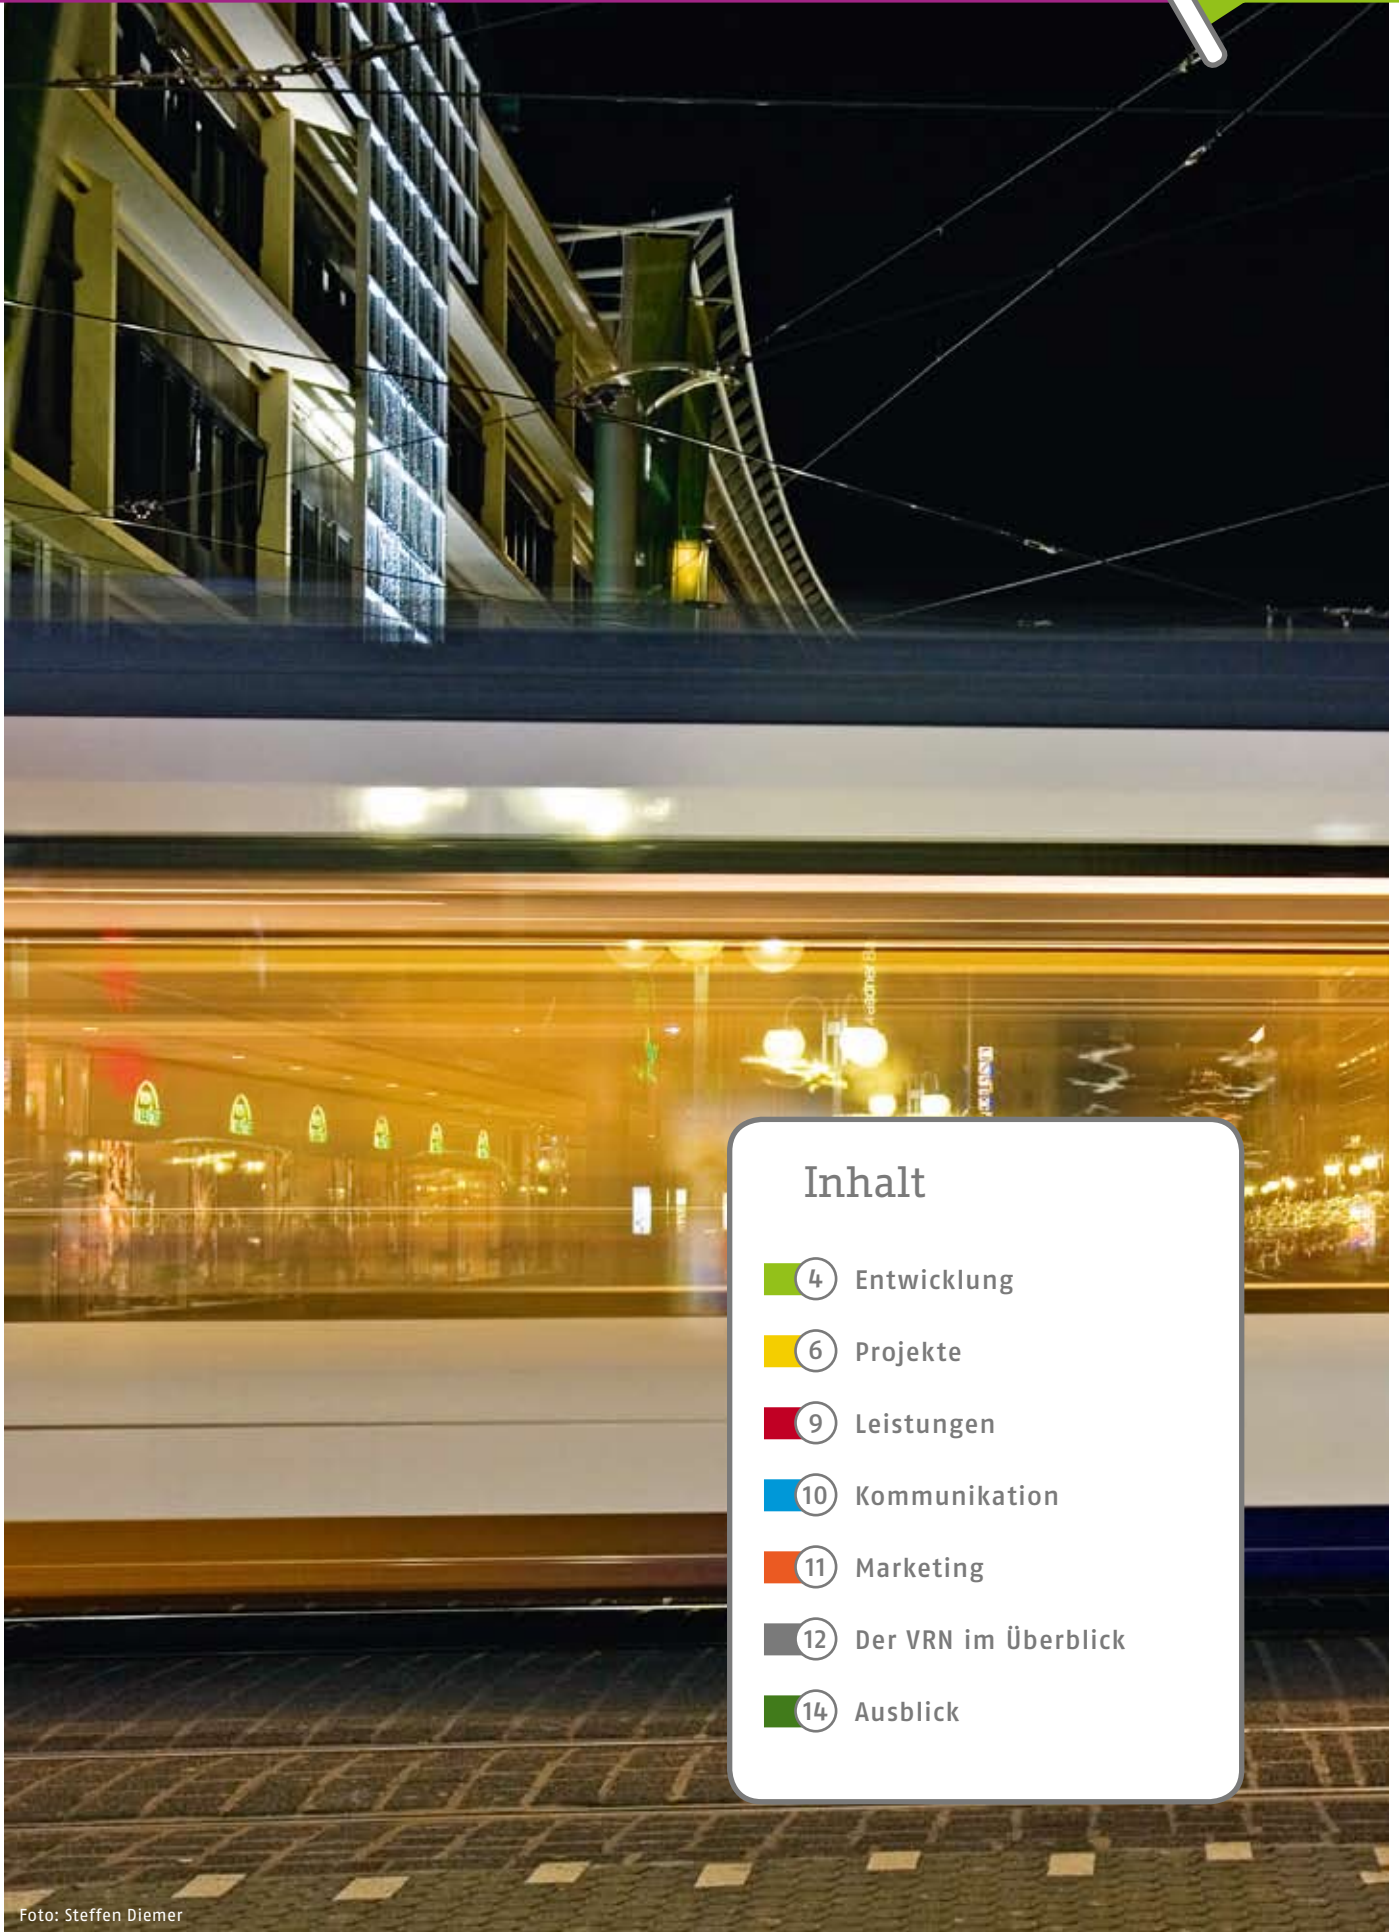 Inhalt
4 Entwicklung
6 Projekte
9 Leistungen
10 Kommunikation
11 Marketing
12 Der VRN im Überblick
14 Ausblick
Foto: Steffen Diemer